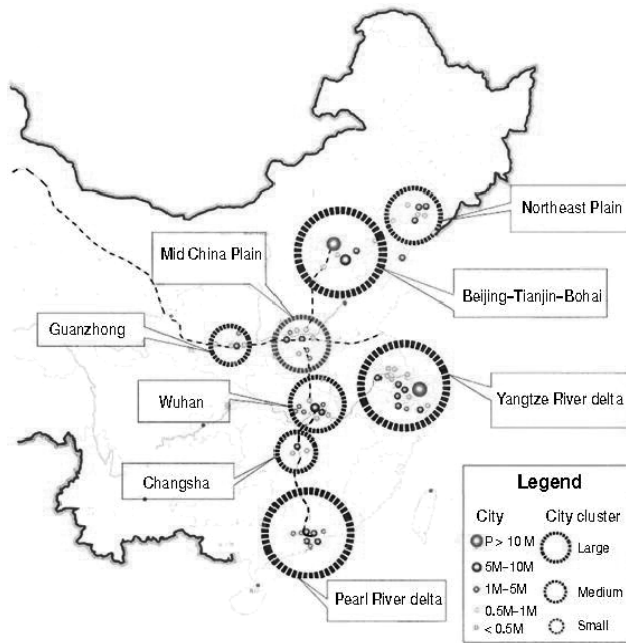 Northeast Plain
Mid China Plain
Beijing–Tianjin–Bohai
Guanzhong
Wuhan
Yangtze River delta
Changsha
Pearl River delta
Legend
City City cluster
P > 10 M Large
5M–10M
1M–5M Medium
0.5M–1M
< 0.5M Small